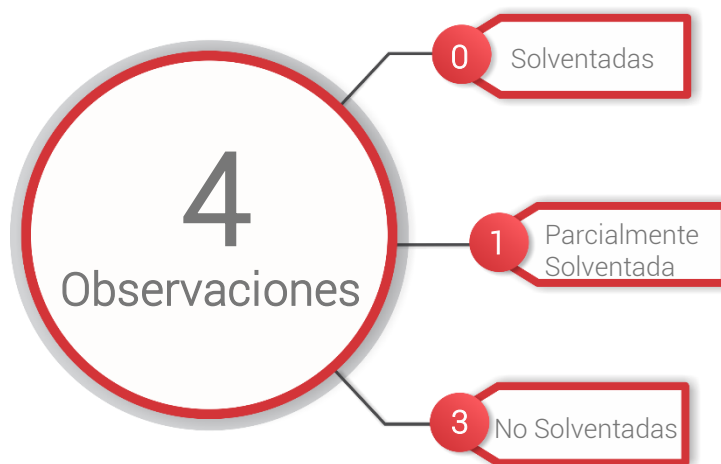 4
Observaciones
0
Solventadas
1
Parcialmente
Solventada
3
No Solventadas